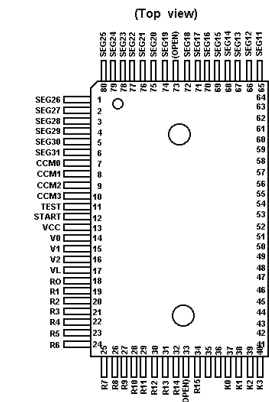 (Top view)
SEG25
SEG24
SEG23
SEG22
SEG21
SEG20
SEG19
(OPEN)
SEG18
SEG17
SEG16
SEG15
SEG14
SEG13
SEG12
SEG11
80
79
78
77
76
75
74
73
72
71
70
69
68
67
66
65
SEG26 1
SEG27 2
SEG28 3
SEG29 4
SEG30 5
SEG31 6
CCM0 7
CCM1 8
CCM2 9
CCM3 10
TEST 11
START 12
VCC 13
V0 14
V1 15
V2 16
VL 17
R0 18
R1 19
R2 20
R3 21
R4 22
R5 23
R6 24
64
63
62
61
60
59
58
57
56
55
54
53
52
51
50
49
48
47
46
45
44
43
42
41
25
26
27
28
29
30
31
32
33
34
35
36
37
38
39
40
R7
R8
R9
R10
R11
R12
R13
R14
(OPEN)
R15
K0
K1
K2
K3